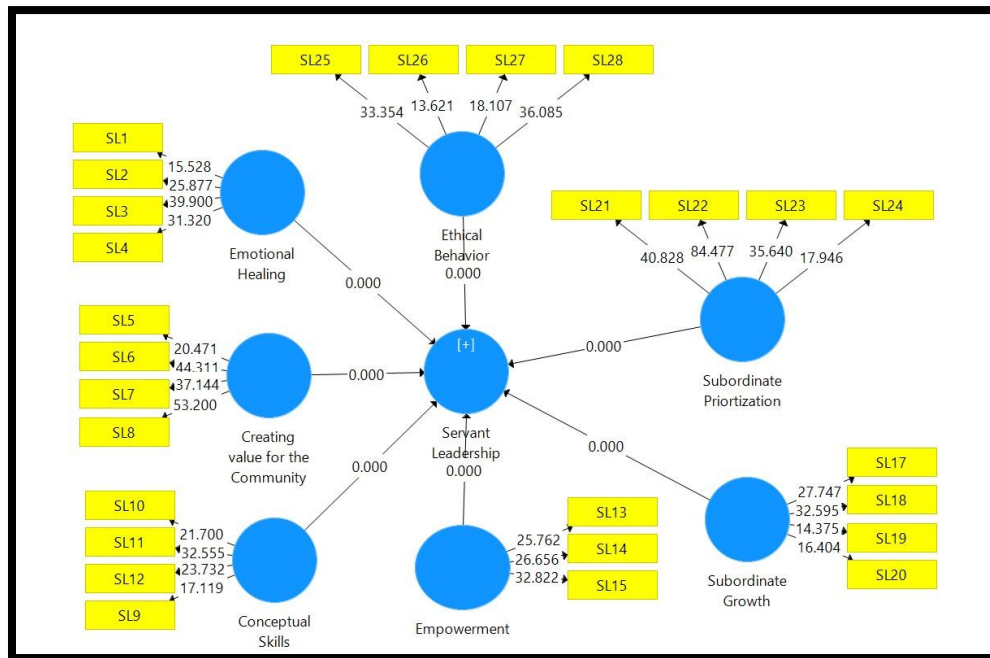 SL25 SL26 SL27 SL28
33.354 13.621 18.107 36.085
SL1
SL2
SL3
SL4
15.528
25.877
39.900
31.320
Emotional
Healing
Ethical
Behavior
0.000
0.000
SL21 SL22 SL23 SL24
40.828 84.477 35.640 17.946
Subordinate
Priortization
0.000
SL5
SL6
SL7
SL8
20.471
44.311
37.144
53.200
Creating
value for the
Community
0.000
[+]
Servant
Leadership
0.000
0.000
0.000
SL10
SL11
SL12
SL9
21.700
32.555
23.732
17.119
Conceptual
Skills
Empowerment
25.762
26.656
32.822
SL13
SL14
SL15
Subordinate
Growth
27.747
32.595
14.375
16.404
SL17
SL18
SL19
SL20